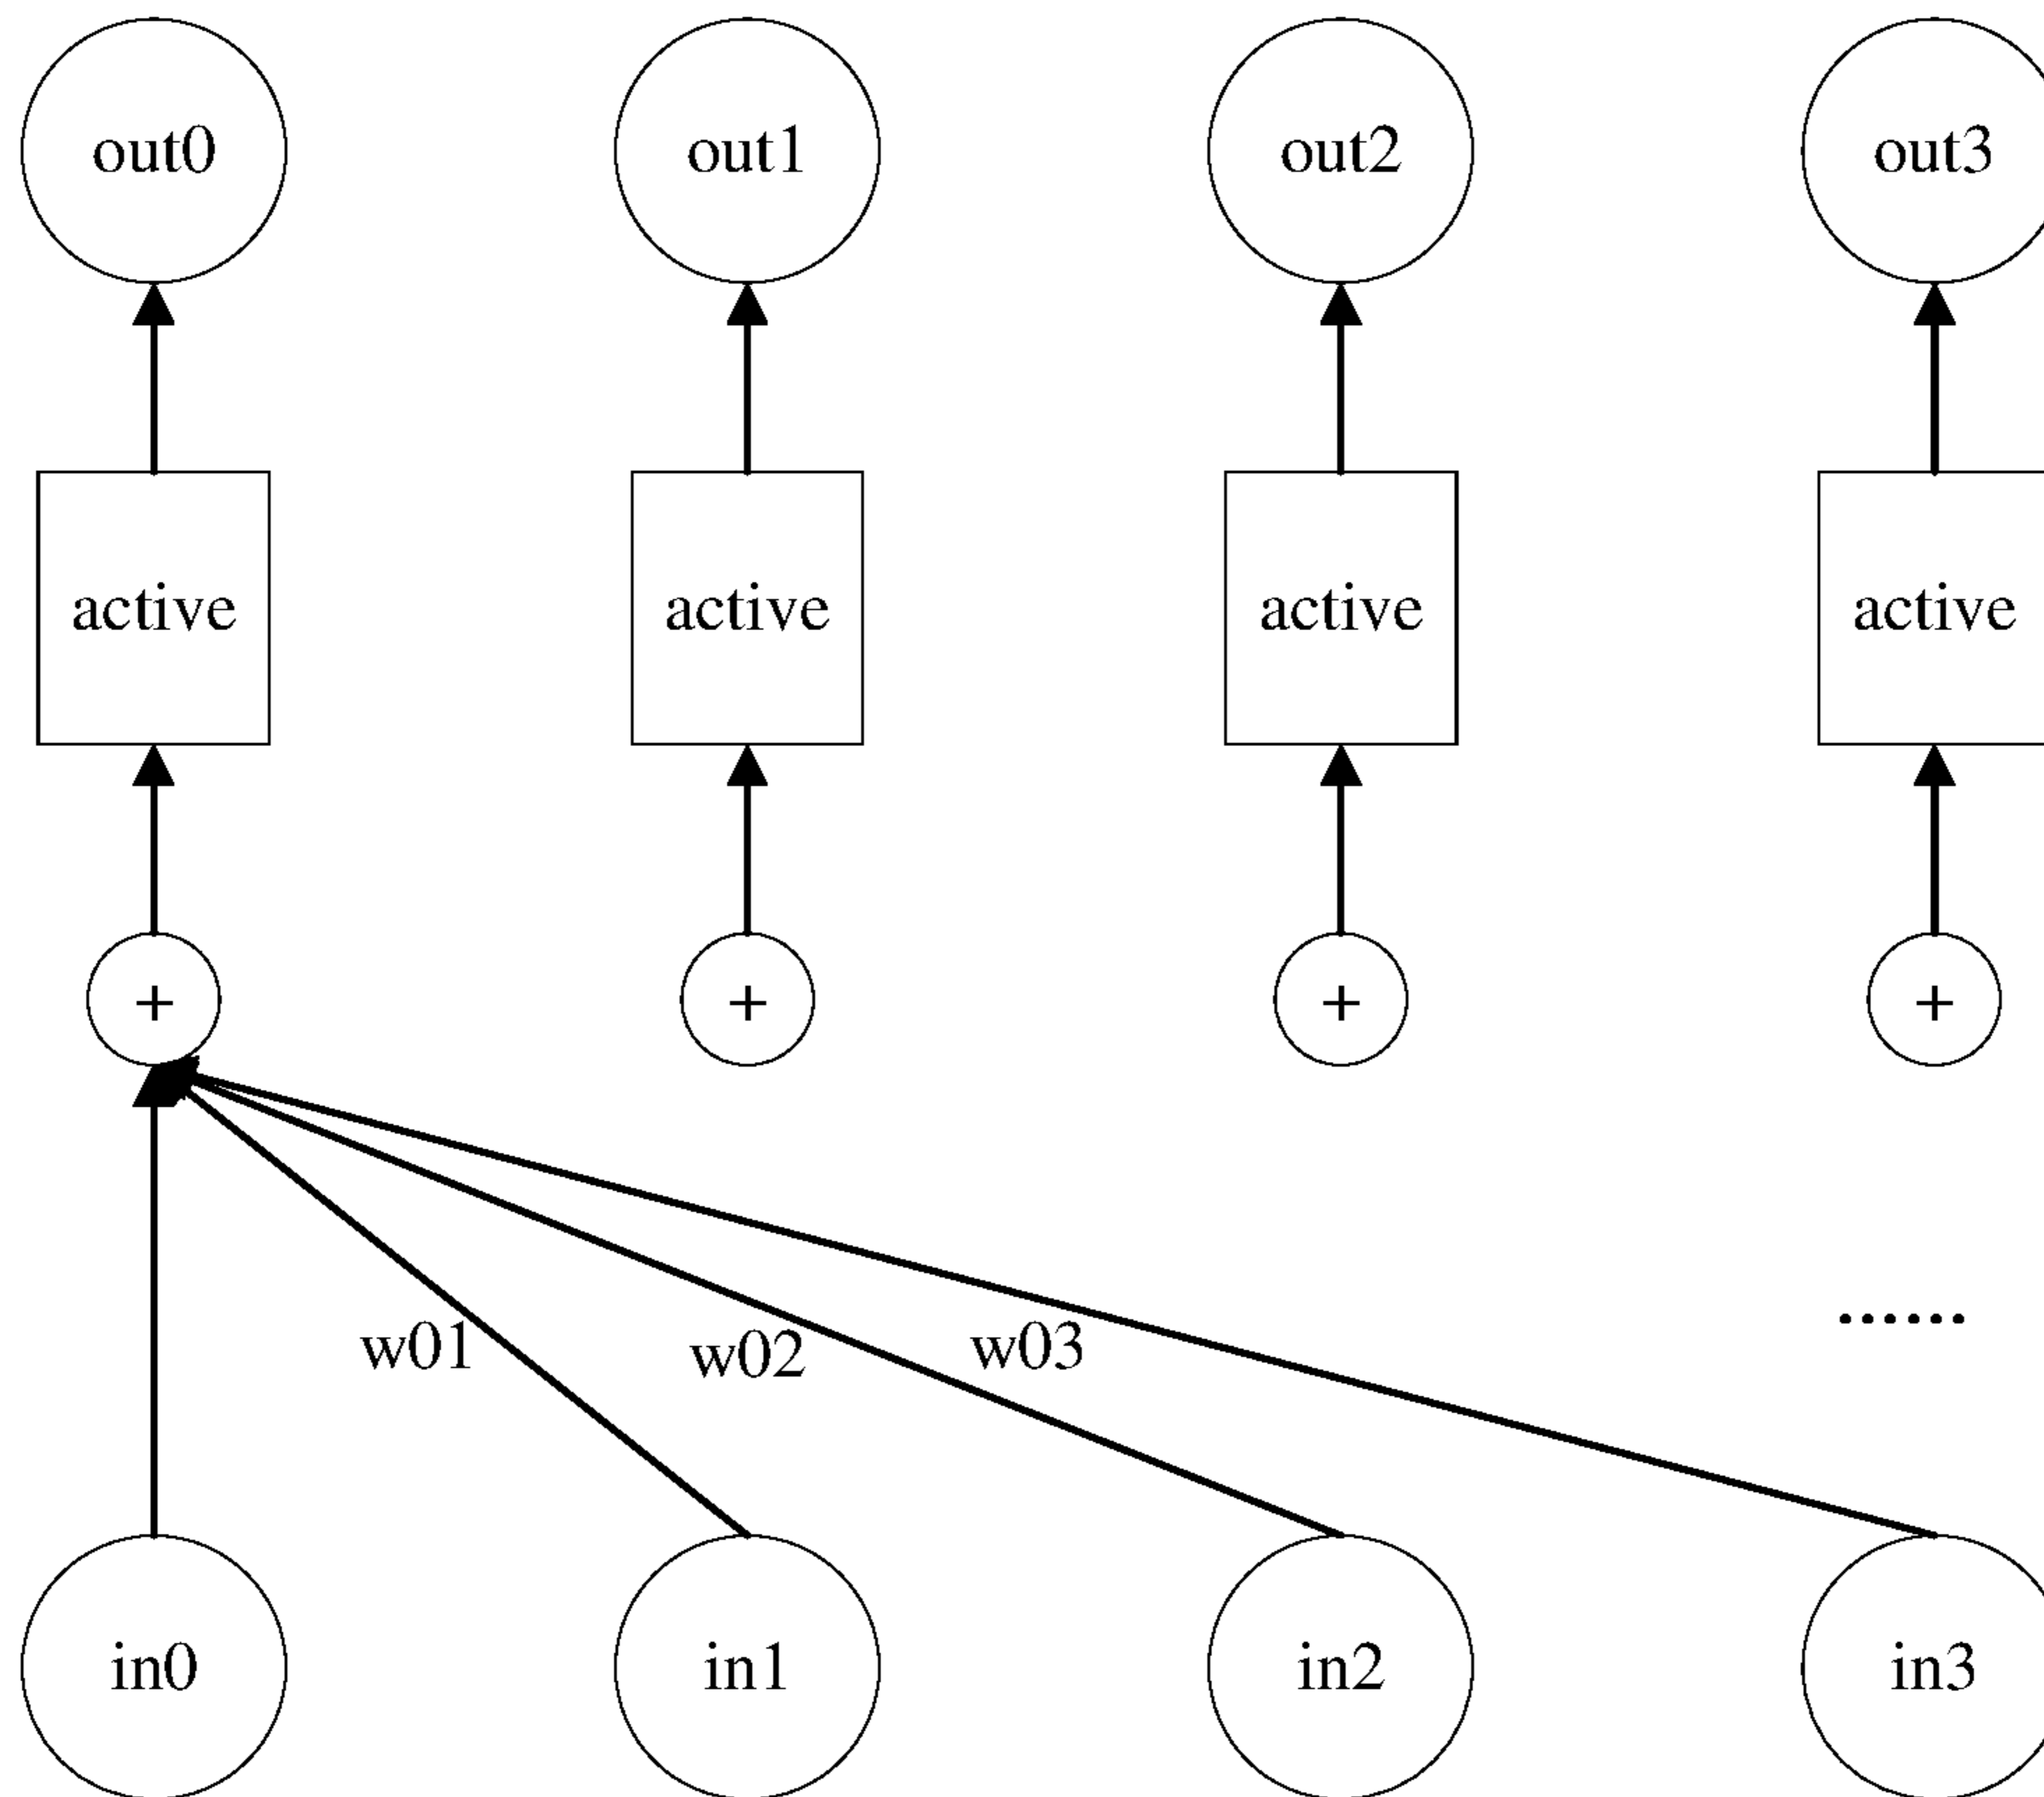 out0 out1 out2 out3
active active active active
+ + + +
w01 w02 w03 ......
in0 in1 in2 in3